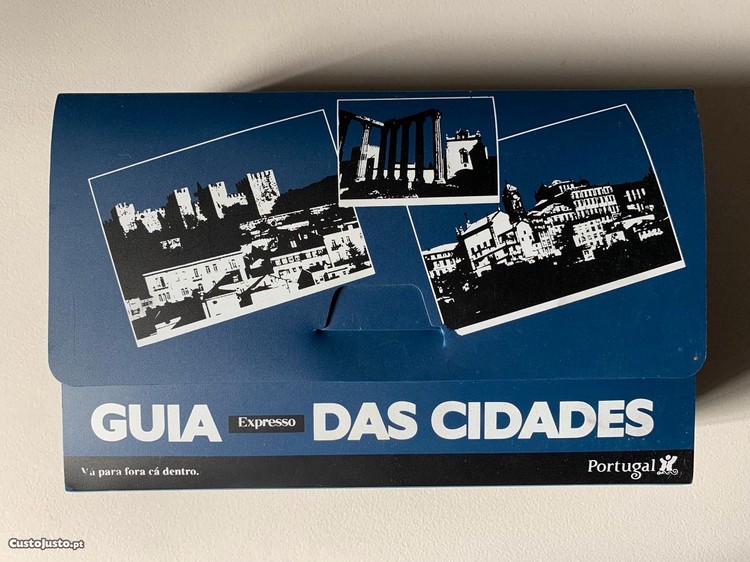 GUIA Expresso DAS CIDADES
Vá para fora cá dentro.
Portugal
CustoJusto.pt